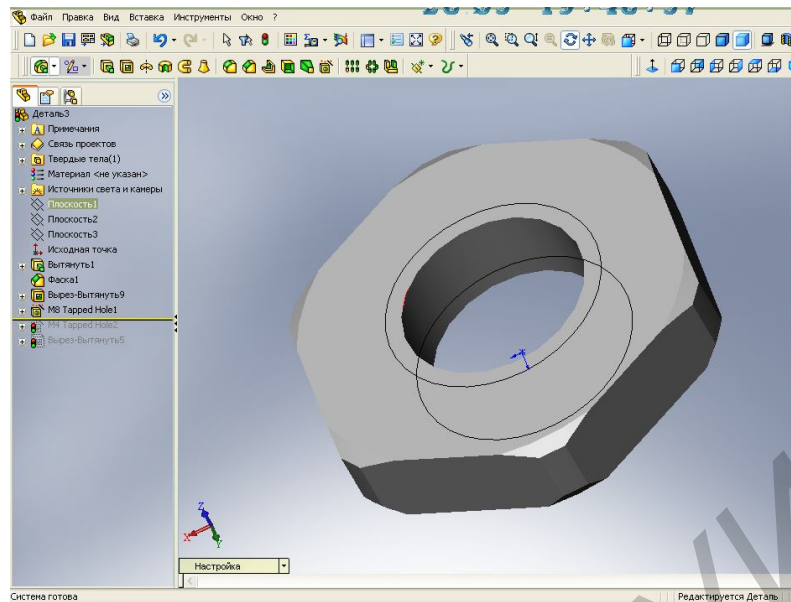 Файл Правка Вид Вставка Инструменты Окно ?
Деталь3
Примечания
Связь проектов
Твердые тела(1)
Материал <не указан>
Источники света и камеры
Плоскость1
Плоскость2
Плоскость3
Исходная точка
Вытянуть1
Фаска1
Вырез-Вытянуть9
M8 Tapped Hole1
M4 Tapped Hole2
Вырез-Вытянуть5
Z
X
Y
Настройка
Система готова
Редактируется Деталь